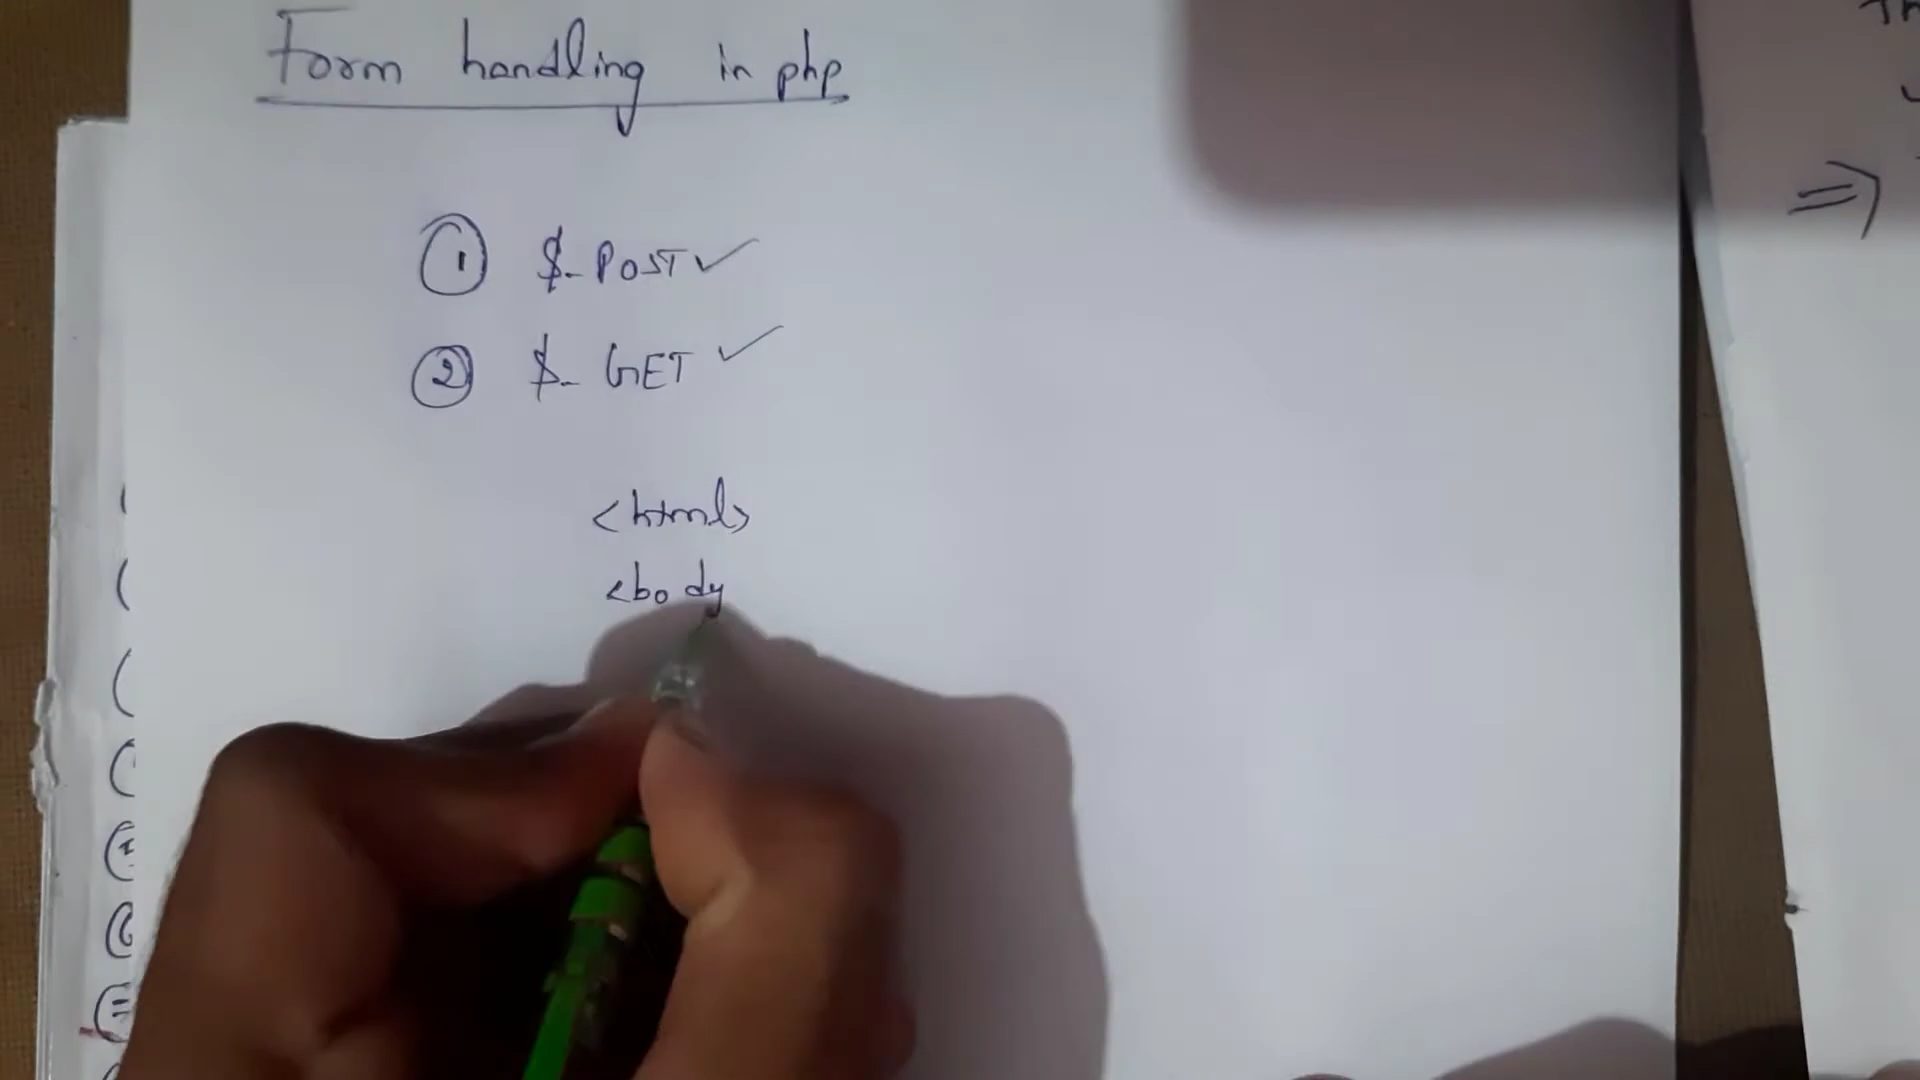 Form handling in php
① $_POST ✓
② $_GET ✓
<html>
<body